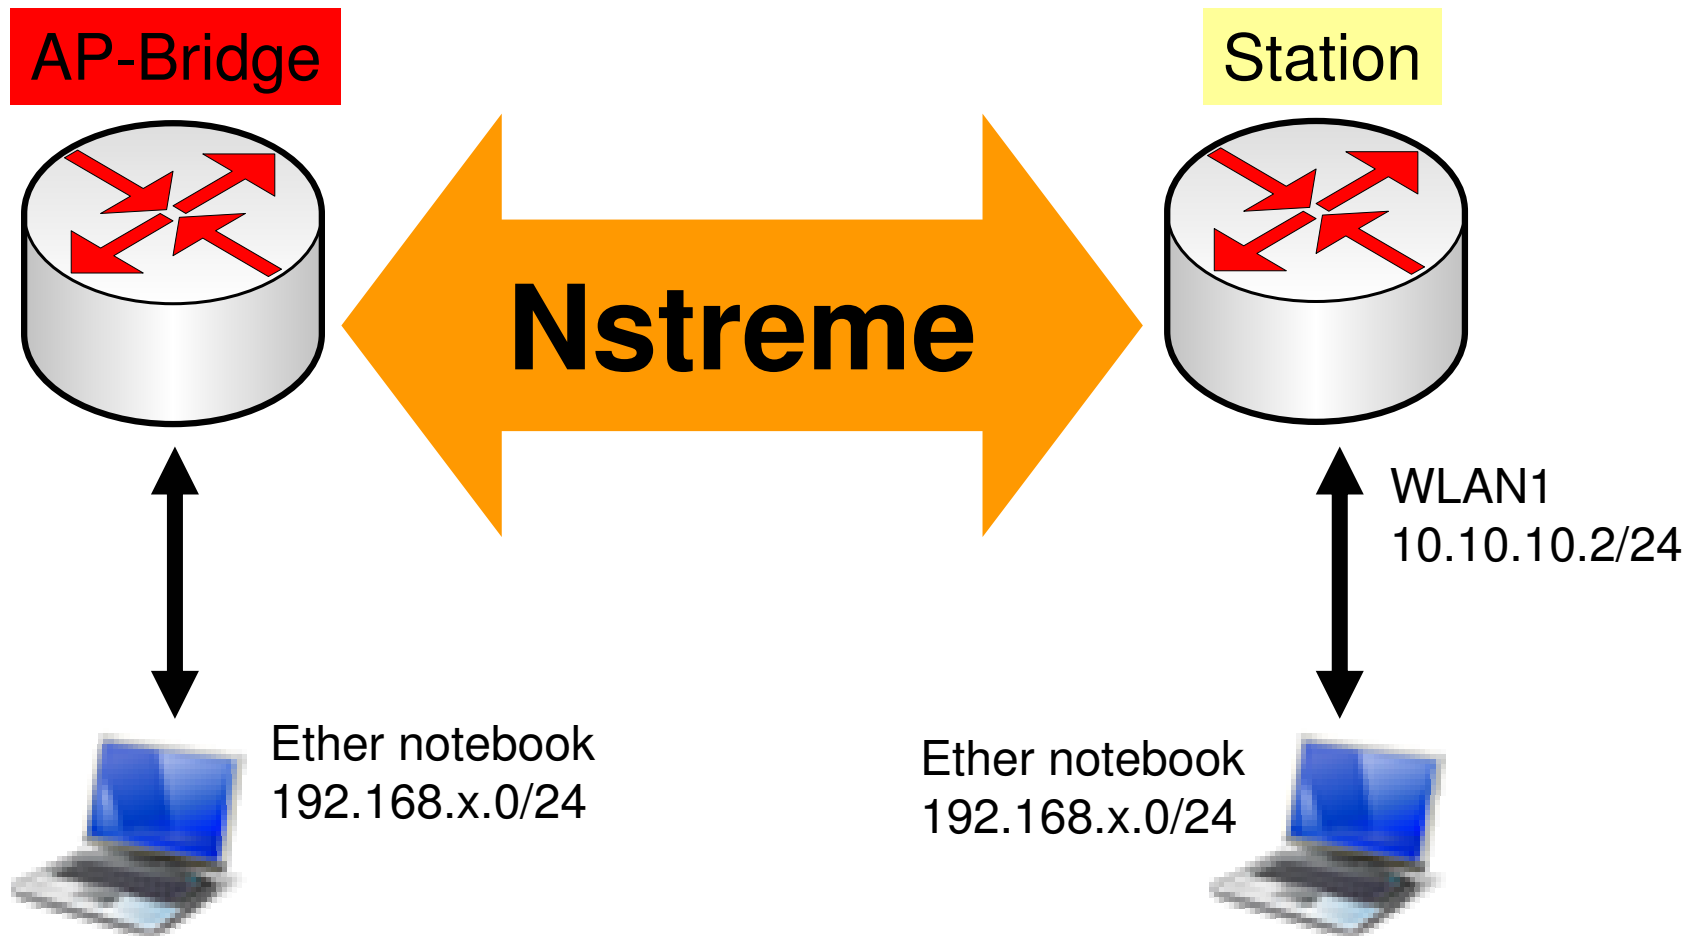 AP-Bridge
Station
Nstreme
WLAN1
10.10.10.2/24
Ether notebook
192.168.x.0/24
Ether notebook
192.168.x.0/24